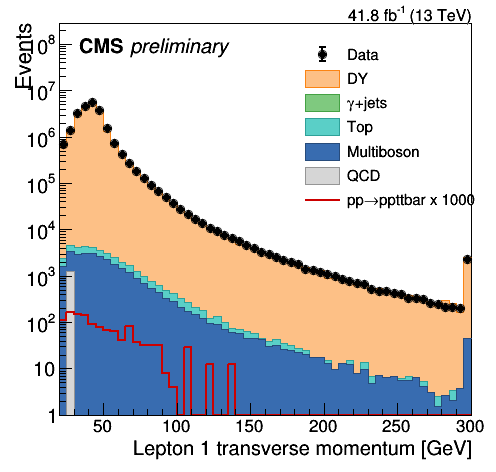 41.8 fb⁻¹ (13 TeV)
Events
CMS preliminary
Data
DY
γ+jets
Top
Multiboson
QCD
pp→ppttbar x 1000
10⁸
10⁷
10⁶
10⁵
10⁴
10³
10²
10
1
50 100 150 200 250 300
Lepton 1 transverse momentum [GeV]